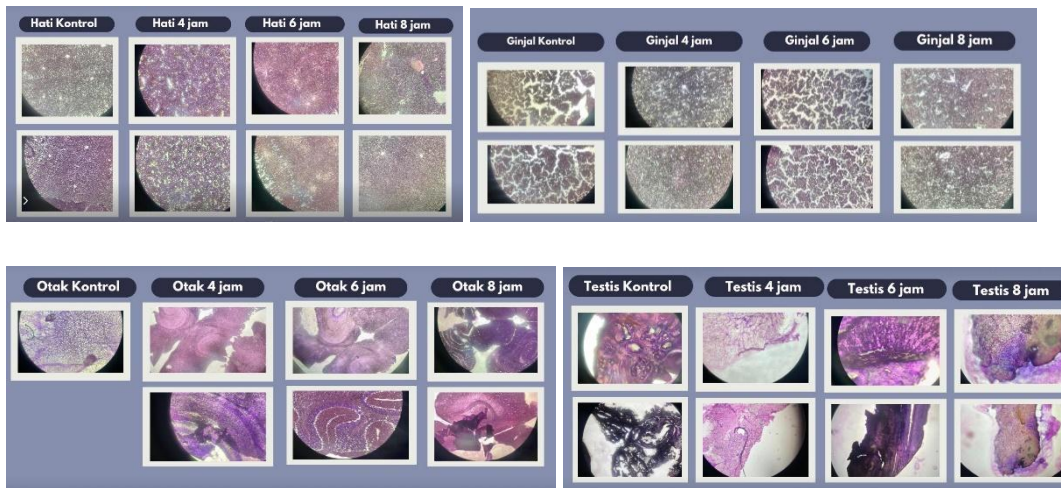 Hati Kontrol Hati 4 jam Hati 6 jam Hati 8 jam
Ginjal Kontrol Ginjal 4 jam Ginjal 6 jam Ginjal 8 jam
Otak Kontrol Otak 4 jam Otak 6 jam Otak 8 jam
Testis Kontrol Testis 4 jam Testis 6 jam Testis 8 jam